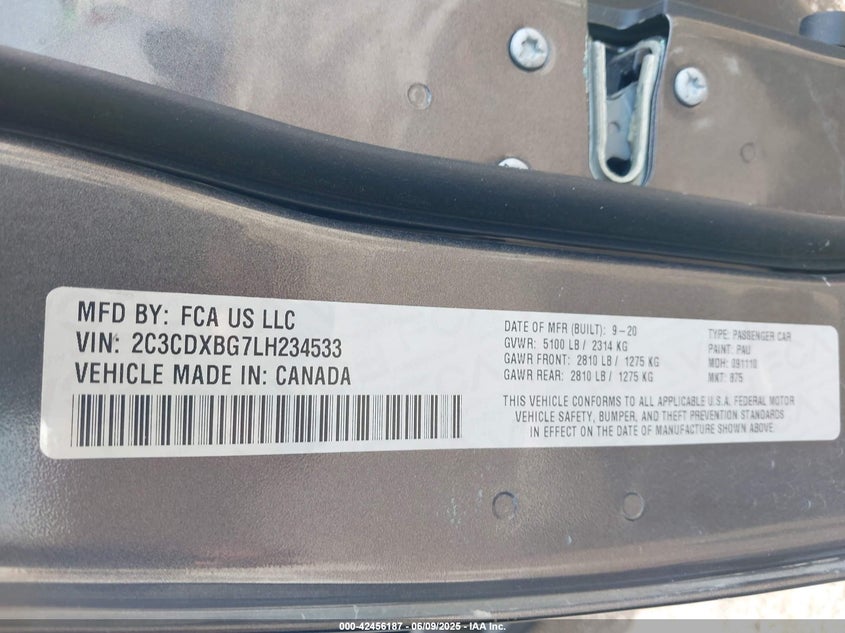 MFD BY: FCA US LLC
VIN: 2C3CDXBG7LH234533
VEHICLE MADE IN: CANADA
DATE OF MFR (BUILT): 9-20
GVWR: 5100 LB / 2314 KG
GAWR FRONT: 2810 LB / 1275 KG
GAWR REAR: 2810 LB / 1275 KG
TYPE: PASSENGER CAR
PAINT: PAU
MDH: 091110
MKT: 875
THIS VEHICLE CONFORMS TO ALL APPLICABLE U.S.A. FEDERAL MOTOR
VEHICLE SAFETY, BUMPER, AND THEFT PREVENTION STANDARDS
IN EFFECT ON THE DATE OF MANUFACTURE SHOWN ABOVE.
000-42456187 - 06/09/2025 - IAA Inc.